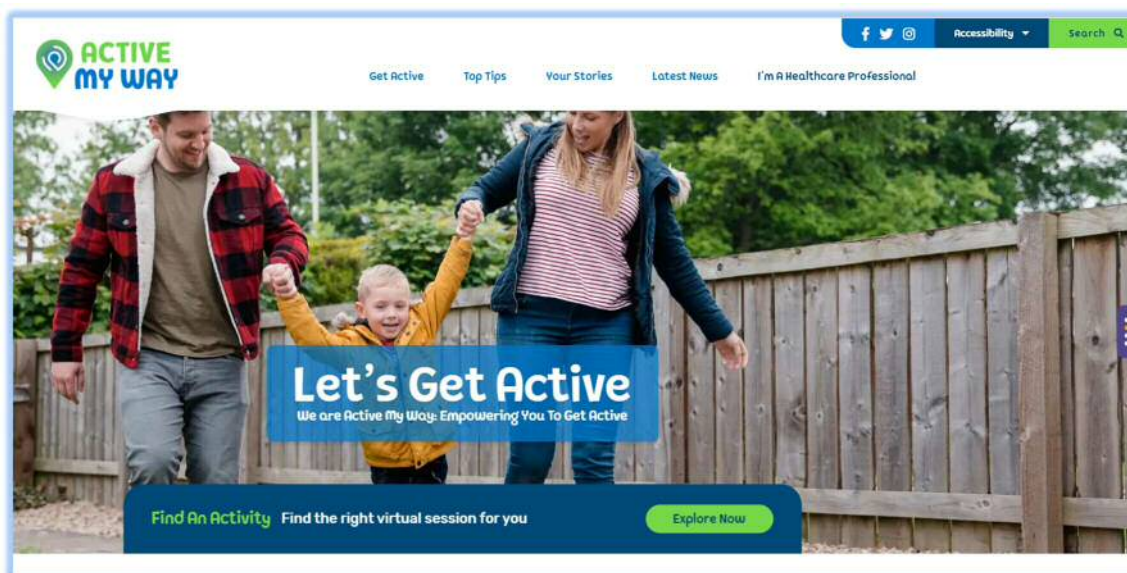 Accessibility
Search
ACTIVE
MY WAY
Get Active
Top Tips
Your Stories
Latest News
I'm A Healthcare Professional
Let's Get Active
We are Active My Way: Empowering You To Get Active
Find An Activity Find the right virtual session for you
Explore Now